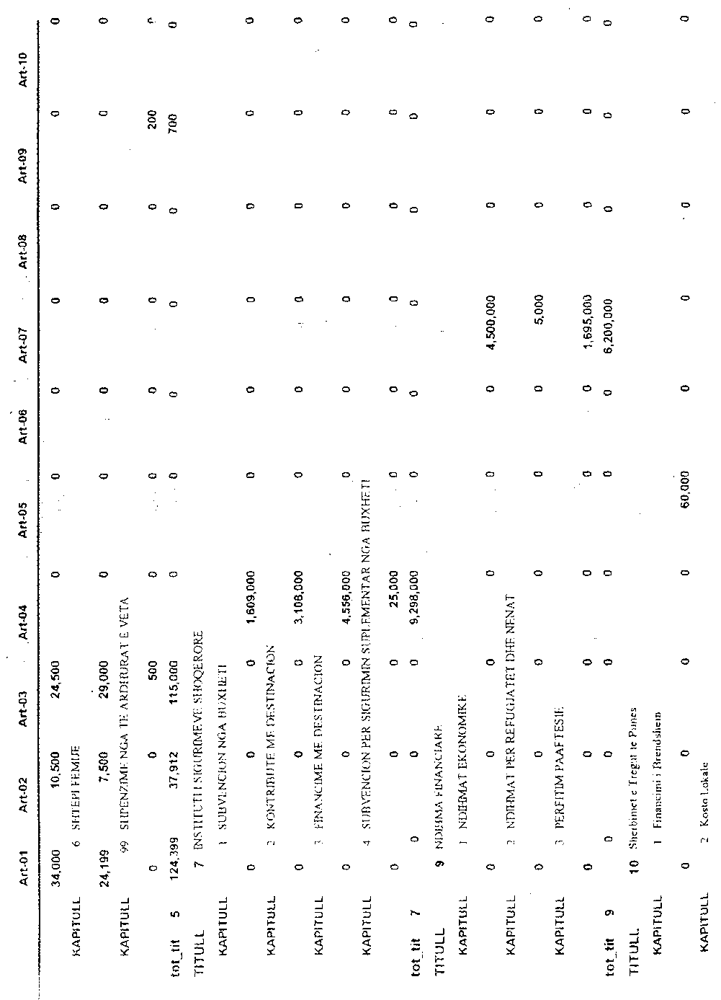 Art-01 Art-02 Art-03 Art-04 Art-05 Art-06 Art-07 Art-08 Art-09 Art-10
34,000 10,500 24,500 0 0 0 0 0 0 0
KAPITULL 6 SHTEPI FEMIJE
24,199 7,500 29,000 0 0 0 0 0 0 0
KAPITULL 99 SHPENZIME NGA TE ARDHURAT E VETA
0 0 500 0 0 0 0 0 200 0
tot_tit 5 124,399 37,912 115,000 0 0 0 0 0 700 0
TITULL 7 INSTITUTI I SIGURIMEVE SHOQERORE
KAPITULL 1 SUBVENCION NGA BUXHETI
0 0 0 1,609,000 0 0 0 0 0 0
KAPITULL 2 KONTRIBUTE ME DESTINACION
0 0 0 3,108,000 0 0 0 0 0 0
KAPITULL 3 FINANCIME ME DESTINACION
0 0 0 4,556,000 0 0 0 0 0 0
KAPITULL 4 SUBVENCION PER SIGURIMIN SUPLEMENTAR NGA BUXHETI
0 0 0 25,000 0 0 0 0 0 0
tot_tit 7 0 0 0 9,298,000 0 0 0 0 0 0
TITULL 9 NDIHMA FINANCIARE
KAPITULL 1 NDIHMAT EKONOMIKE
0 0 0 0 0 0 4,500,000 0 0 0
KAPITULL 2 NDIHMAT PER REFUGJATET DHE NENAT
0 0 0 0 0 0 5,000 0 0 0
KAPITULL 3 PERFITIM PAAFTESIE
0 0 0 0 0 0 1,695,000 0 0 0
tot_tit 9 0 0 0 0 0 0 6,200,000 0 0 0
TITULL 10 Sherbimet e Tregut te Punes
KAPITULL 1 Financimi i Brendshem
0 0 0 0 60,000 0 0 0 0 0
KAPITULL 2 Kosto Lokale